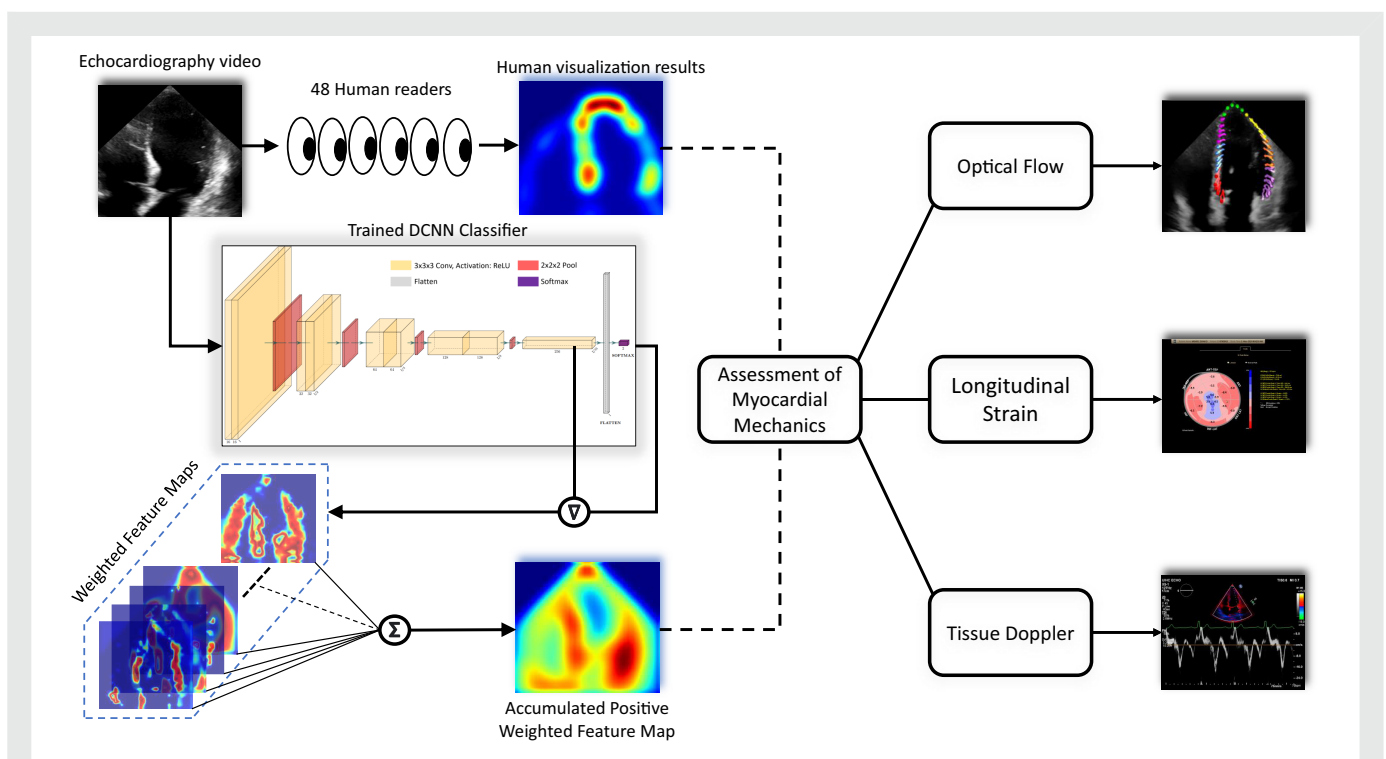 Echocardiography video
48 Human readers
Human visualization results
Trained DCNN Classifier
3x3x3 Conv, Activation: ReLU
2x2x2 Pool
Flatten
Softmax
SOFTMAX
FLATTEN
∇
Weighted Feature Maps
Σ
Accumulated Positive
Weighted Feature Map
Assessment of
Myocardial
Mechanics
Optical Flow
Longitudinal
Strain
Tissue Doppler